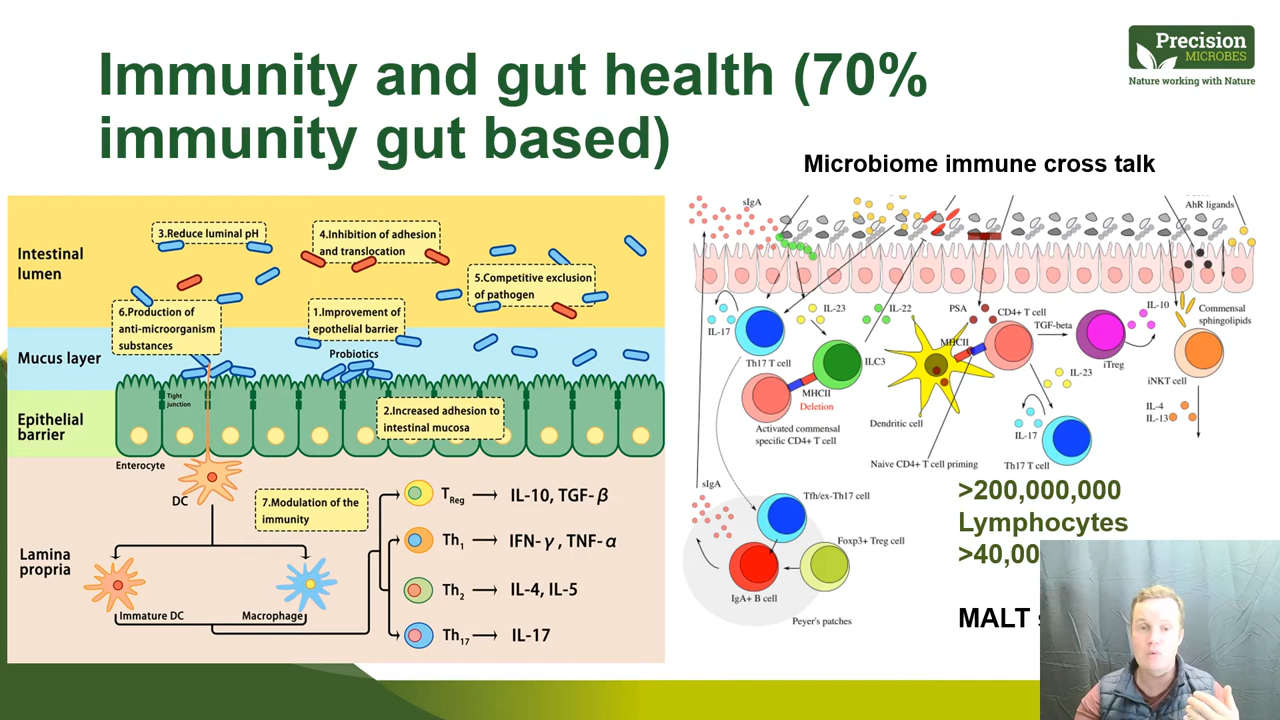 Immunity and gut health (70%
immunity gut based)
Precision
MICROBES
Nature working with Nature
Microbiome immune cross talk
Intestinal
lumen
3.Reduce luminal pH
4.Inhibition of adhesion
and translocation
5.Competitive exclusion
of pathogen
6.Production of
anti-microorganism
substances
1.Improvement of
epothelial barrier
Mucus layer
Probiotics
Tight
junction
Epithelial
barrier
2.Increased adhesion to
intestinal mucosa
Enterocyte
DC
7.Modulation of the
immunity
Lamina
propria
Immature DC
Macrophage
TReg
IL-10, TGF-β
Th1
IFN-γ , TNF-α
Th2
IL-4, IL-5
Th17
IL-17
sIgA
AhR ligands
IL-17
Th17 T cell
IL-23
IL-22
ILC3
MHCII
Deletion
Activated commensal
specific CD4+ T cell
PSA
MHCII
CD4+ T cell
TGF-beta
Dendritic cell
Naive CD4+ T cell priming
IL-10
iTreg
IL-23
IL-17
Th17 T cell
Commensal
sphingolipids
iNKT cell
IL-4
IL-13
sIgA
Tfh/ex-Th17 cell
Foxp3+ Treg cell
IgA+ B cell
Peyer's patches
>200,000,000
Lymphocytes
>40,00
MALT